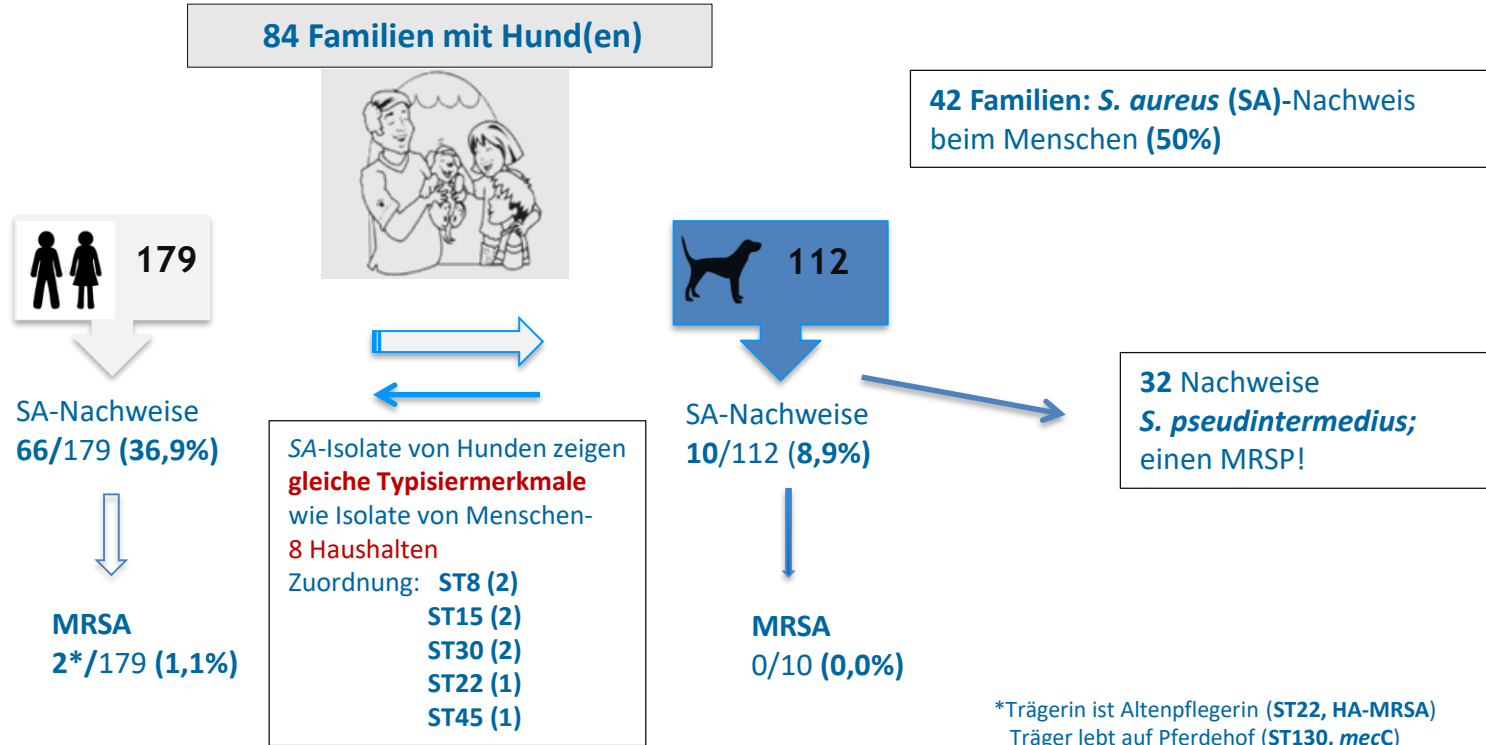 84 Familien mit Hund(en)
42 Familien: S. aureus (SA)-Nachweis
beim Menschen (50%)
179
112
SA-Nachweise
66/179 (36,9%)
SA-Isolate von Hunden zeigen
gleiche Typisiermerkmale
wie Isolate von Menschen-
8 Haushalten
Zuordnung: ST8 (2)
ST15 (2)
ST30 (2)
ST22 (1)
ST45 (1)
SA-Nachweise
10/112 (8,9%)
32 Nachweise
S. pseudintermedius;
einen MRSP!
MRSA
2*/179 (1,1%)
MRSA
0/10 (0,0%)
*Trägerin ist Altenpflegerin (ST22, HA-MRSA)
Träger lebt auf Pferdehof (ST130, mecC)